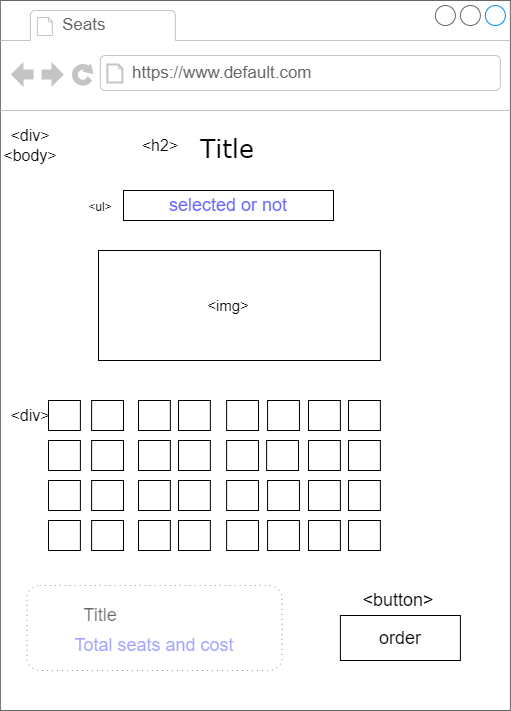 Seats
https://www.default.com
<div>
<body>
<h2> Title
<ul> selected or not
<img>
<div>
Title
Total seats and cost
<button>
order